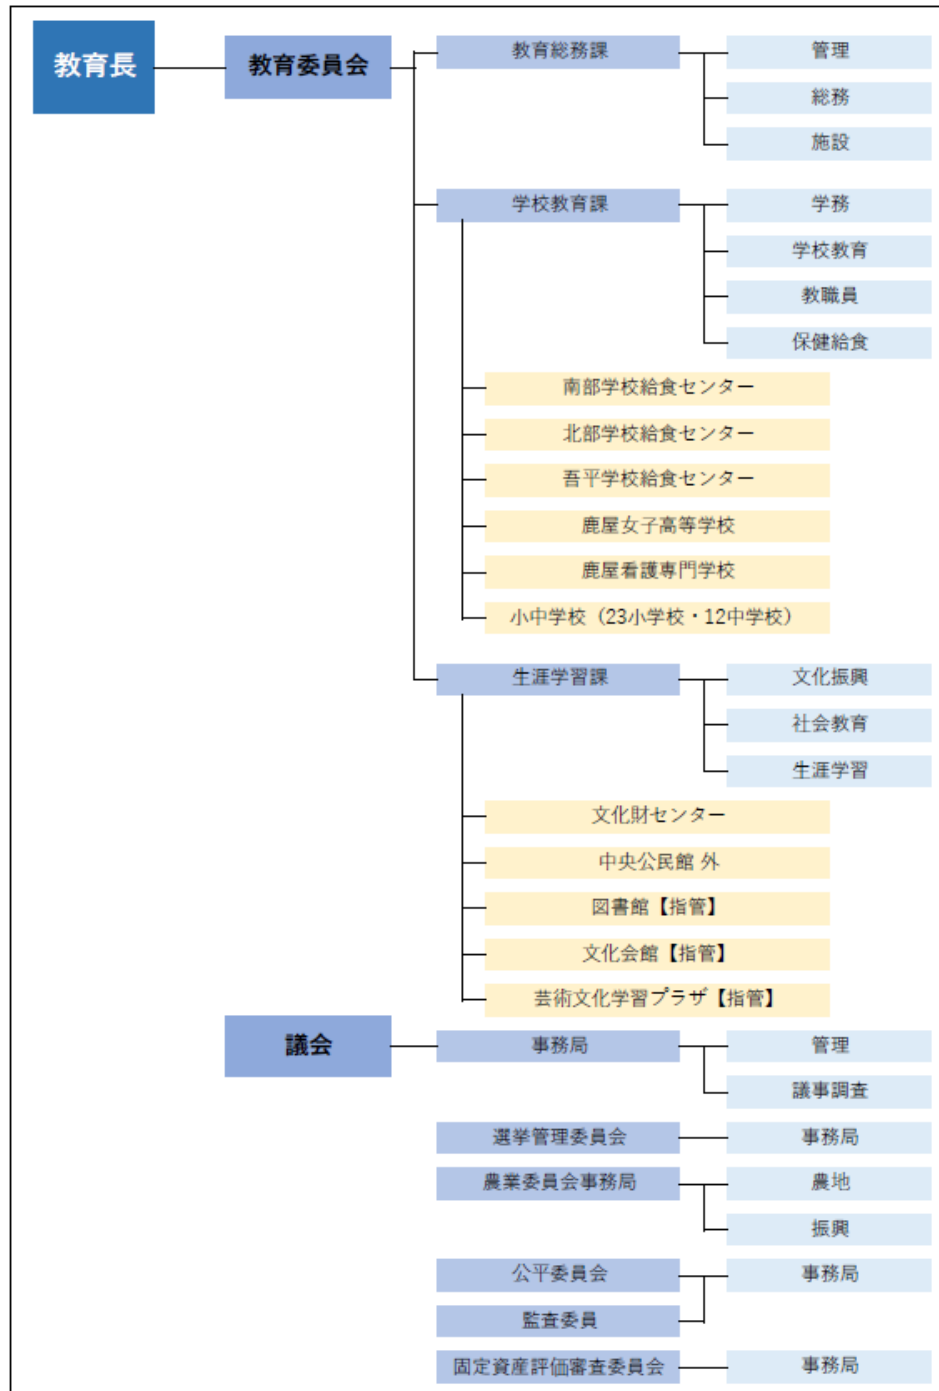 教育長
教育委員会
教育総務課
管理
総務
施設
学校教育課
学務
学校教育
教職員
保健給食
南部学校給食センター
北部学校給食センター
吾平学校給食センター
鹿屋女子高等学校
鹿屋看護専門学校
小中学校（23小学校・12中学校）
生涯学習課
文化振興
社会教育
生涯学習
文化財センター
中央公民館 外
図書館【指管】
文化会館【指管】
芸術文化学習プラザ【指管】
議会
事務局
管理
議事調査
選挙管理委員会
事務局
農業委員会事務局
農地
振興
公平委員会
事務局
監査委員
固定資産評価審査委員会
事務局